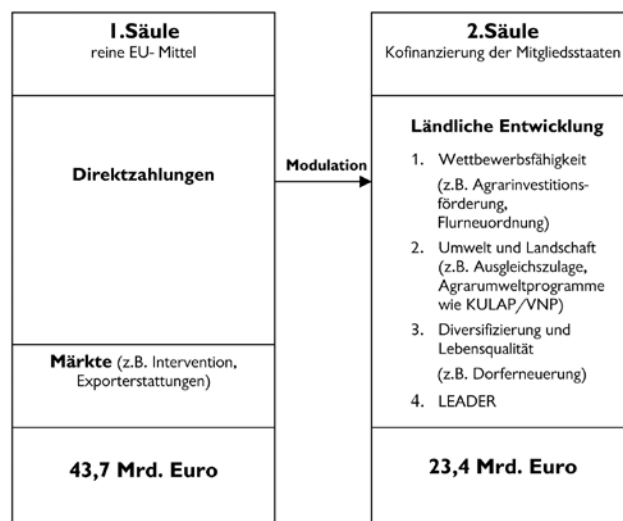 1.Säule
reine EU- Mittel
Direktzahlungen
Märkte (z.B. Intervention,
Exporterstattungen)
43,7 Mrd. Euro
Modulation
2.Säule
Kofinanzierung der Mitgliedsstaaten
Ländliche Entwicklung
1. Wettbewerbsfähigkeit
(z.B. Agrarinvestitions-
förderung,
Flurneuordnung)
2. Umwelt und Landschaft
(z.B. Ausgleichszulage,
Agrarumweltprogramme
wie KULAP/VNP)
3. Diversifizierung und
Lebensqualität
(z.B. Dorferneuerung)
4. LEADER
23,4 Mrd. Euro